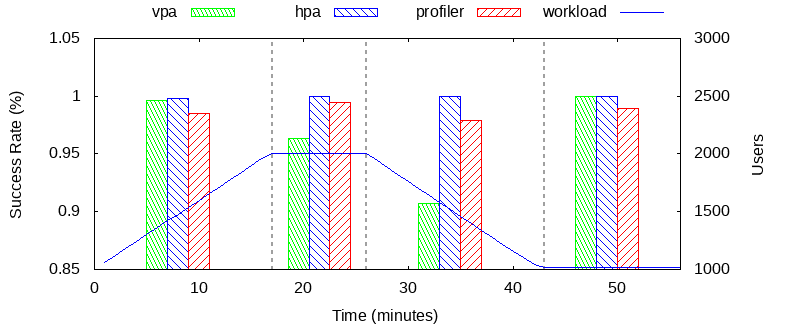 vpa hpa profiler workload
1.05 3000
1 2500
0.95 2000
0.9 1500
0.85 1000
Success Rate (%)
Users
0 10 20 30 40 50
Time (minutes)